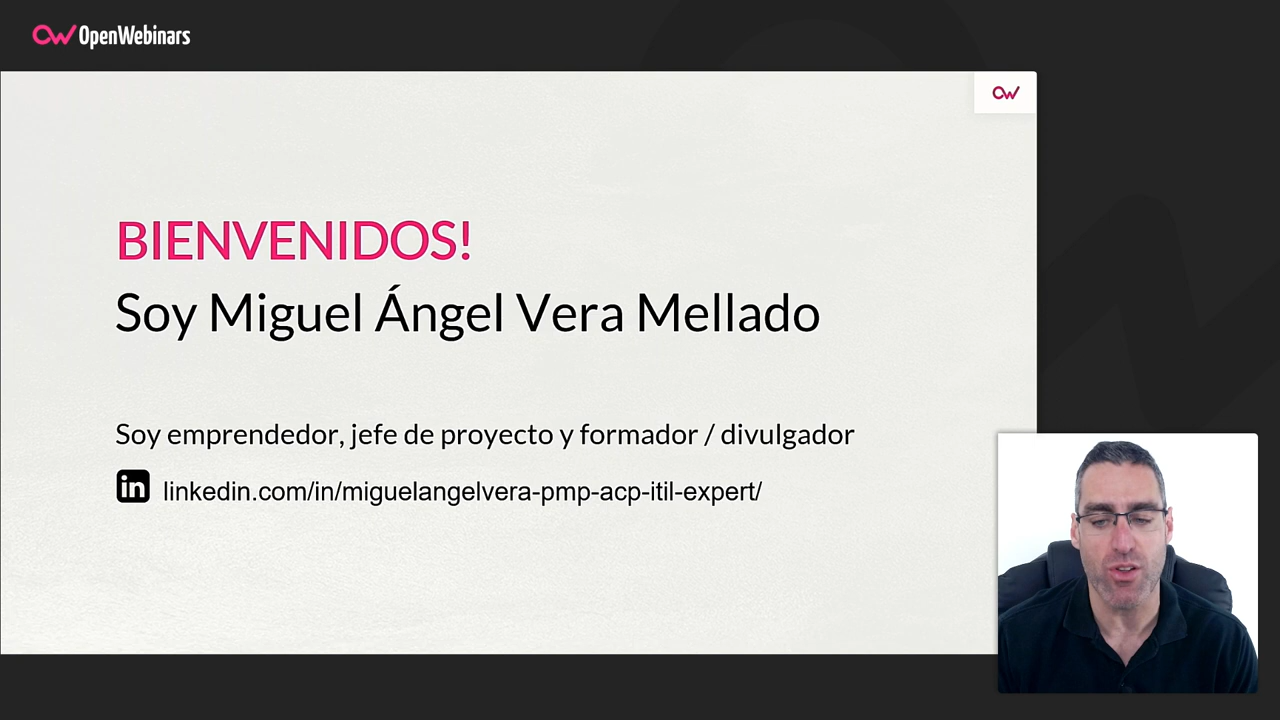 OpenWebinars
BIENVENIDOS!
Soy Miguel Ángel Vera Mellado
Soy emprendedor, jefe de proyecto y formador / divulgador
in linkedin.com/in/miguelangelvera-pmp-acp-itil-expert/